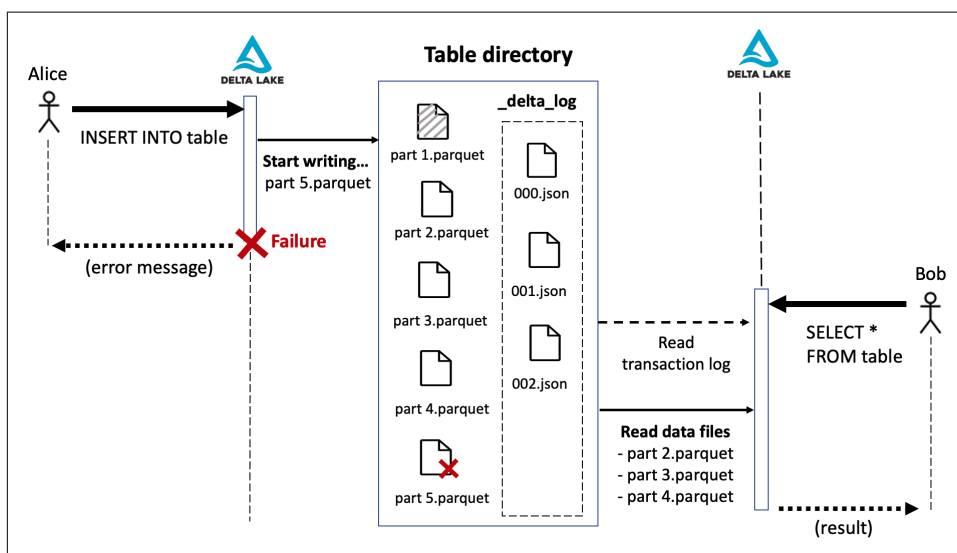 Alice
DELTA LAKE
INSERT INTO table
Start writing...
part 5.parquet
Failure
(error message)
Table directory
_delta_log
part 1.parquet
part 2.parquet
part 3.parquet
part 4.parquet
part 5.parquet
000.json
001.json
002.json
DELTA LAKE
Bob
SELECT *
FROM table
Read
transaction log
Read data files
- part 2.parquet
- part 3.parquet
- part 4.parquet
(result)